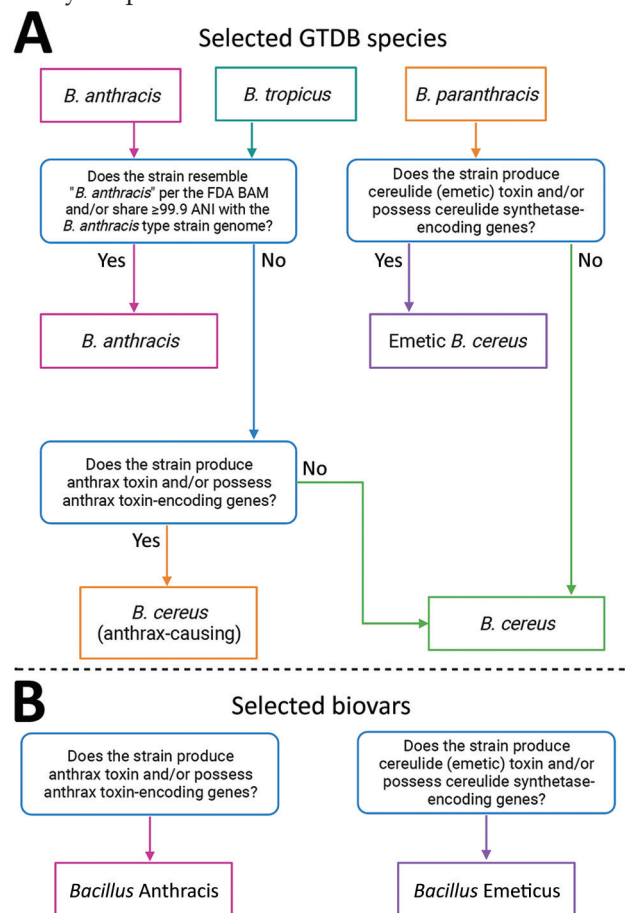 A
Selected GTDB species
B. anthracis
B. tropicus
B. paranthracis
Does the strain resemble
"B. anthracis" per the FDA BAM
and/or share ≥99.9 ANI with the
B. anthracis type strain genome?
Does the strain produce
cereulide (emetic) toxin and/or
possess cereulide synthetase-
encoding genes?
Yes
No
Yes
No
B. anthracis
Emetic B. cereus
Does the strain produce
anthrax toxin and/or possess
anthrax toxin-encoding genes?
No
Yes
B. cereus
(anthrax-causing)
B. cereus
B
Selected biovars
Does the strain produce
anthrax toxin and/or possess
anthrax toxin-encoding genes?
Does the strain produce
cereulide (emetic) toxin and/or
possess cereulide synthetase-
encoding genes?
Bacillus Anthracis
Bacillus Emeticus